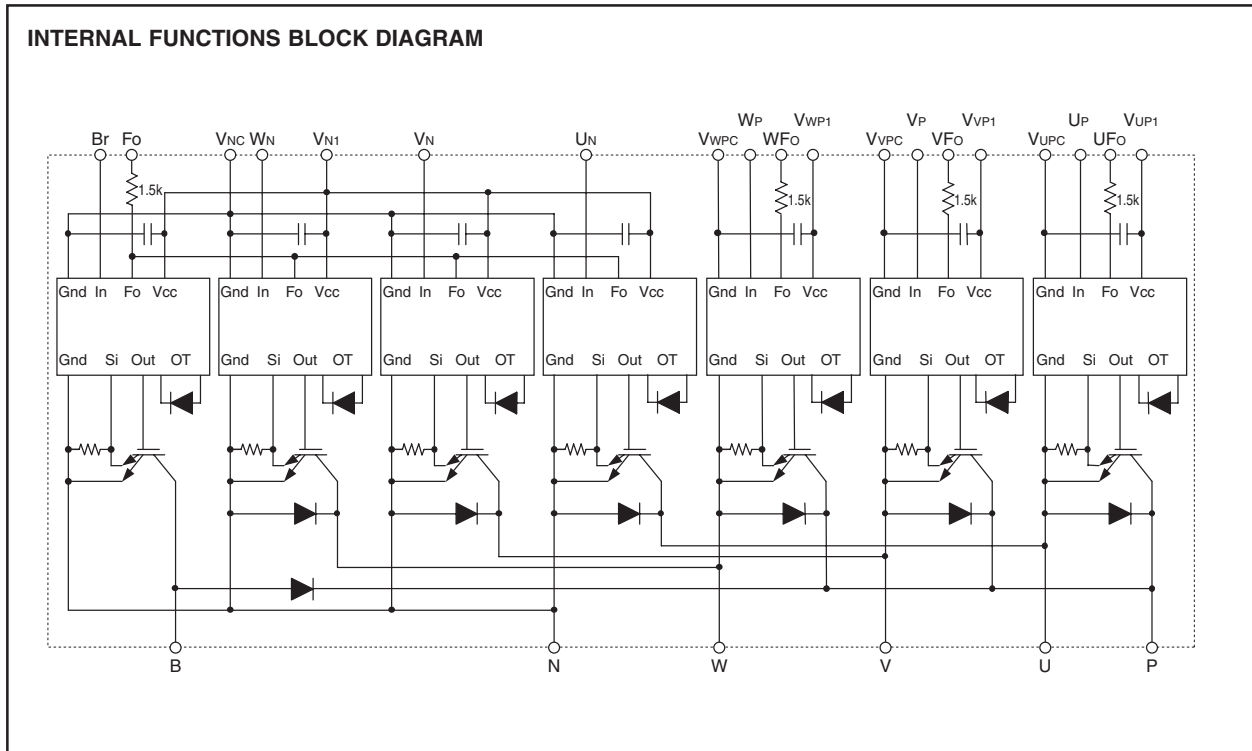 INTERNAL FUNCTIONS BLOCK DIAGRAM
WP VWP1 VP VVP1 UP VUP1
Br FO VNC WN VN1 VN UN VWPC WFO VVPC VFO VUPC UFO
1.5k 1.5k 1.5k 1.5k
Gnd In Fo Vcc Gnd In Fo Vcc Gnd In Fo Vcc Gnd In Fo Vcc Gnd In Fo Vcc Gnd In Fo Vcc Gnd In Fo Vcc
Gnd Si Out OT Gnd Si Out OT Gnd Si Out OT Gnd Si Out OT Gnd Si Out OT Gnd Si Out OT Gnd Si Out OT
B N W V U P